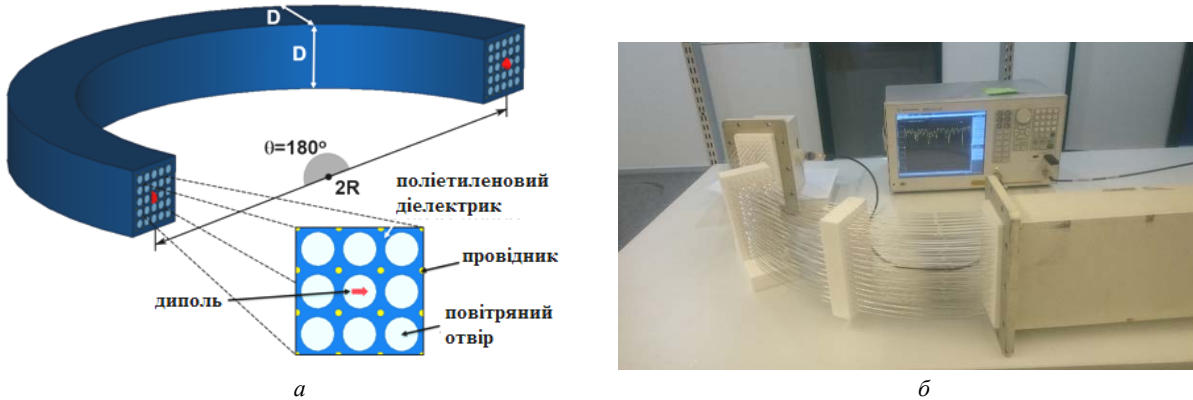 D
D
θ=180°
2R
поліетиленовий
діелектрик
провідник
диполь
повітряний
отвір
а
б